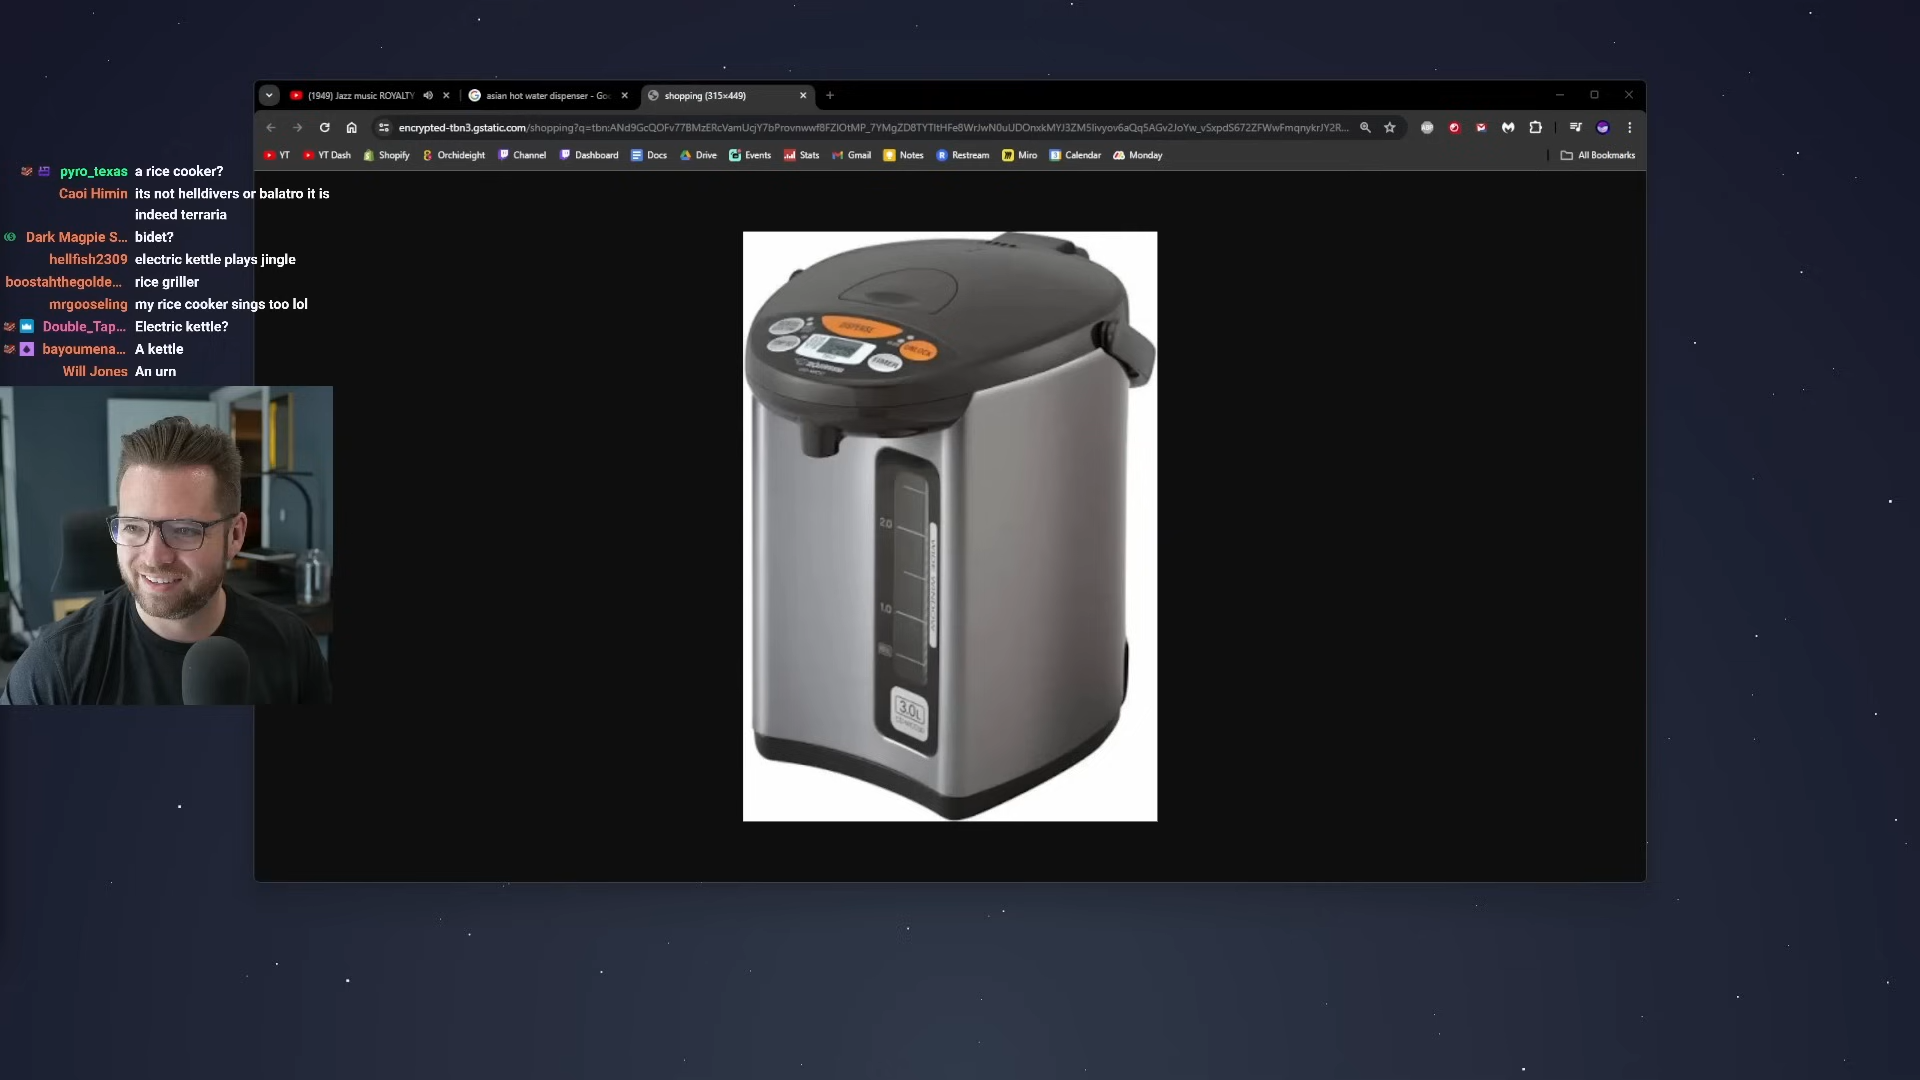 (1949) Jazz music ROYALTY
asian hot water dispenser - Goo
shopping (315×449)
encrypted-tbn3.gstatic.com/shopping?q=tbn:
YT
YT Dash
Shopify
Orchideight
Channel
Dashboard
Docs
Drive
Events
Stats
Gmail
Notes
Restream
Miro
Calendar
Monday
All Bookmarks
pyro_texas a rice cooker?
Caoi Himin its not helldivers or balatro it is
indeed terraria
Dark Magpie S... bidet?
hellfish2309 electric kettle plays jingle
boostahthegolde... rice griller
mrgooseling my rice cooker sings too lol
Double_Tap... Electric kettle?
bayoumena... A kettle
Will Jones An urn
DISPENSE
UNLOCK
TIMER
2.0
1.0
3.0L